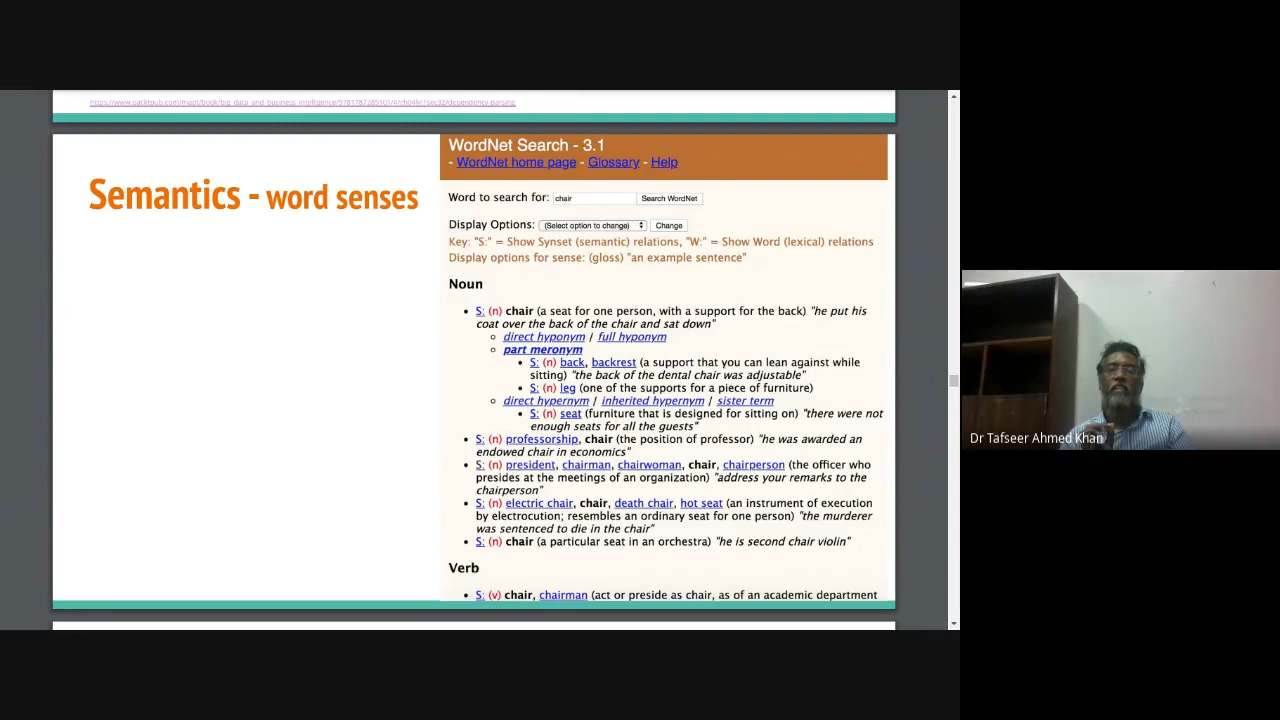 https://www.packtpub.com/mapt/book/big_data_and_business_intelligence/9781787285101/4/ch04lvl1sec32/dependency-parsing
Semantics - word senses
WordNet Search - 3.1
- WordNet home page - Glossary - Help
Word to search for: chair Search WordNet
Display Options: (Select option to change) Change
Key: "S:" = Show Synset (semantic) relations, "W:" = Show Word (lexical) relations
Display options for sense: (gloss) "an example sentence"
Noun
• S: (n) chair (a seat for one person, with a support for the back) "he put his
coat over the back of the chair and sat down"
○ direct hyponym / full hyponym
○ part meronym
• S: (n) back, backrest (a support that you can lean against while
sitting) "the back of the dental chair was adjustable"
• S: (n) leg (one of the supports for a piece of furniture)
○ direct hypernym / inherited hypernym / sister term
• S: (n) seat (furniture that is designed for sitting on) "there were not
enough seats for all the guests"
• S: (n) professorship, chair (the position of professor) "he was awarded an
endowed chair in economics"
• S: (n) president, chairman, chairwoman, chair, chairperson (the officer who
presides at the meetings of an organization) "address your remarks to the
chairperson"
• S: (n) electric chair, chair, death chair, hot seat (an instrument of execution
by electrocution; resembles an ordinary seat for one person) "the murderer
was sentenced to die in the chair"
• S: (n) chair (a particular seat in an orchestra) "he is second chair violin"
Verb
• S: (v) chair, chairman (act or preside as chair, as of an academic department
Dr Tafseer Ahmed Khan